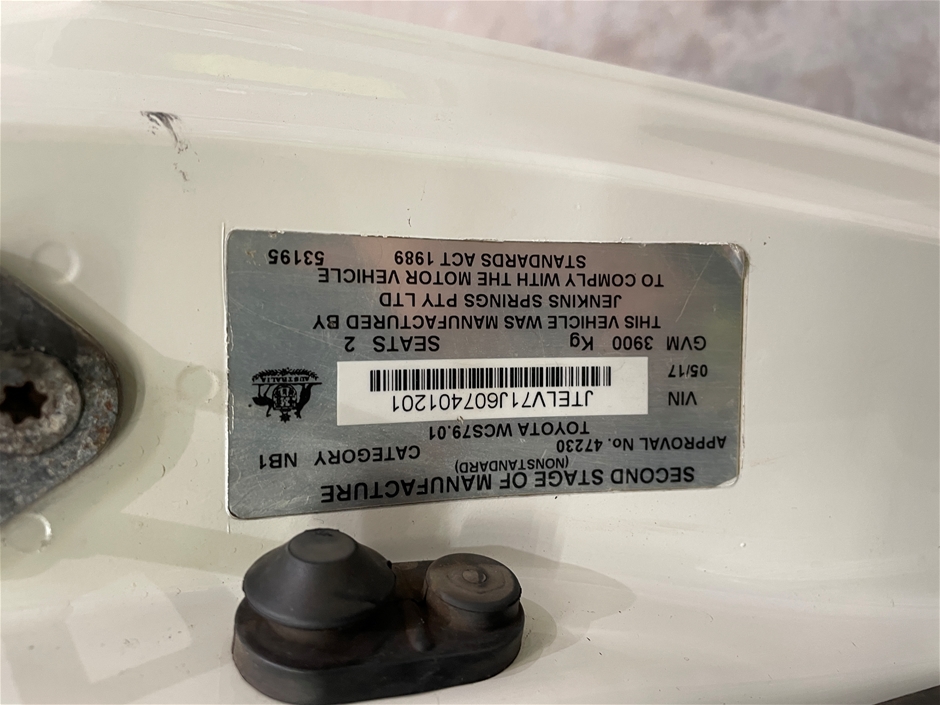 SECOND STAGE OF MANUFACTURE
(NONSTANDARD)
APPROVAL No. 47230 CATEGORY NB1
TOYOTA WCS79.01
VIN JTELV71J607401201
05/17
AUSTRALIA
GVM 3900 Kg SEATS 2
THIS VEHICLE WAS MANUFACTURED BY
JENKINS SPRINGS PTY LTD
TO COMPLY WITH THE MOTOR VEHICLE
STANDARDS ACT 1989 53195